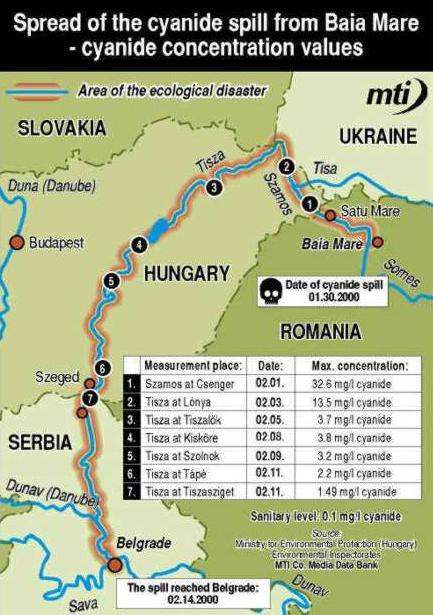 Spread of the cyanide spill from Baia Mare
- cyanide concentration values
Area of the ecological disaster
mti
SLOVAKIA
UKRAINE
Tisza
2
Tisa
Duna (Danube)
3
Szamos
1
Satu Mare
Budapest
4
Baia Mare
Somes
HUNGARY
5
Date of cyanide spill
01.30.2000
ROMANIA
6
Szeged
7
Measurement place: Date: Max. concentration:
1. Szamos at Csenger 02.01. 32.6 mg/l cyanide
2. Tisza at Lónya 02.03. 13.5 mg/l cyanide
3. Tisza at Tiszalök 02.05. 3.7 mg/l cyanide
4. Tisza at Kisköre 02.08. 3.8 mg/l cyanide
5. Tisza at Szolnok 02.09. 3.2 mg/l cyanide
6. Tisza at Tápé 02.11. 2.2 mg/l cyanide
7. Tisza at Tiszasziget 02.11. 1.49 mg/l cyanide
SERBIA
Dunav (Danube)
Sanitary level: 0.1 mg/l cyanide
Source:
Ministry for Environmental Protection (Hungary)
Environmental Inspectorates
MTI Co. Media Data Bank
Belgrade
The spill reached Belgrade:
02.14.2000
Dunav
Sava